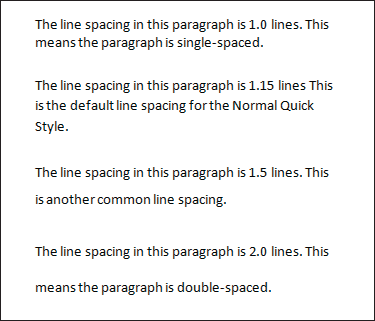 The line spacing in this paragraph is 1.0 lines. This
means the paragraph is single-spaced.
The line spacing in this paragraph is 1.15 lines This
is the default line spacing for the Normal Quick
Style.
The line spacing in this paragraph is 1.5 lines. This
is another common line spacing.
The line spacing in this paragraph is 2.0 lines. This
means the paragraph is double-spaced.